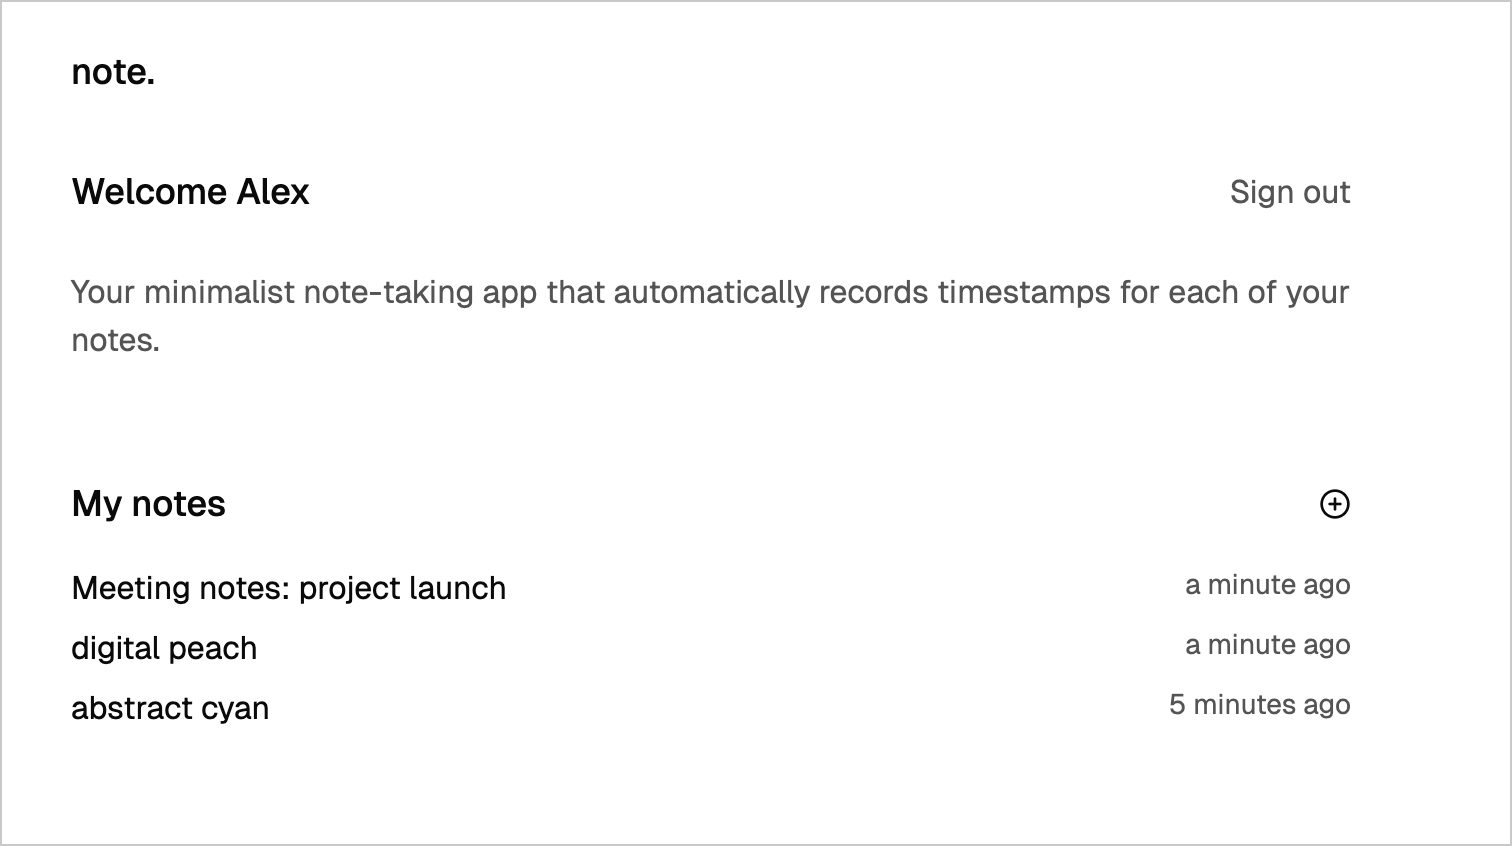 note.
Welcome Alex
Sign out
Your minimalist note-taking app that automatically records timestamps for each of your
notes.
My notes
Meeting notes: project launch
a minute ago
digital peach
a minute ago
abstract cyan
5 minutes ago